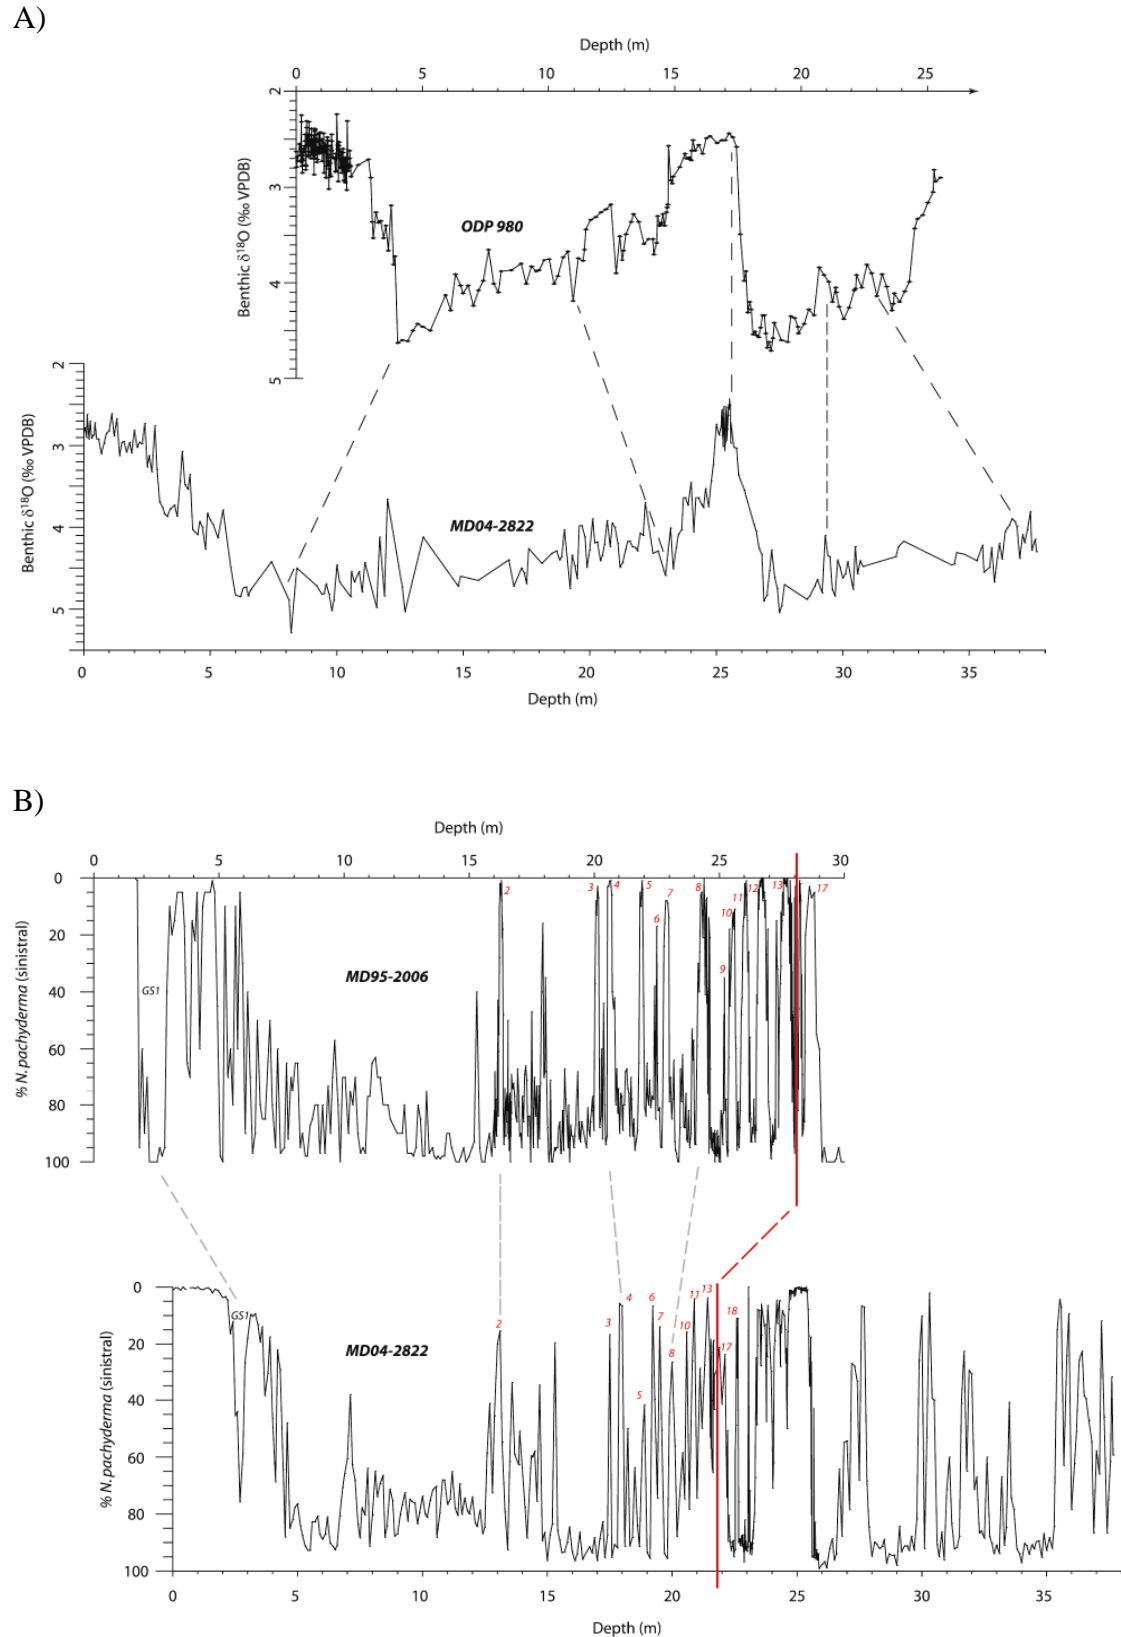 A)
Depth (m)
0 5 10 15 20 25
2
3
4
5
Benthic δ¹⁸O (‰ VPDB)
ODP 980
2
3
4
5
Benthic δ¹⁸O (‰ VPDB)
MD04-2822
0 5 10 15 20 25 30 35
Depth (m)
B)
Depth (m)
0 5 10 15 20 25 30
0
20
40
60
80
100
% N. pachyderma (sinistral)
GS1
MD95-2006
2 3 4 5 6 7 8 9 10 11 12 13 17
0
20
40
60
80
100
% N. pachyderma (sinistral)
GS1
MD04-2822
2 3 4 5 6 7 8 10 11 13 17 18
0 5 10 15 20 25 30 35
Depth (m)